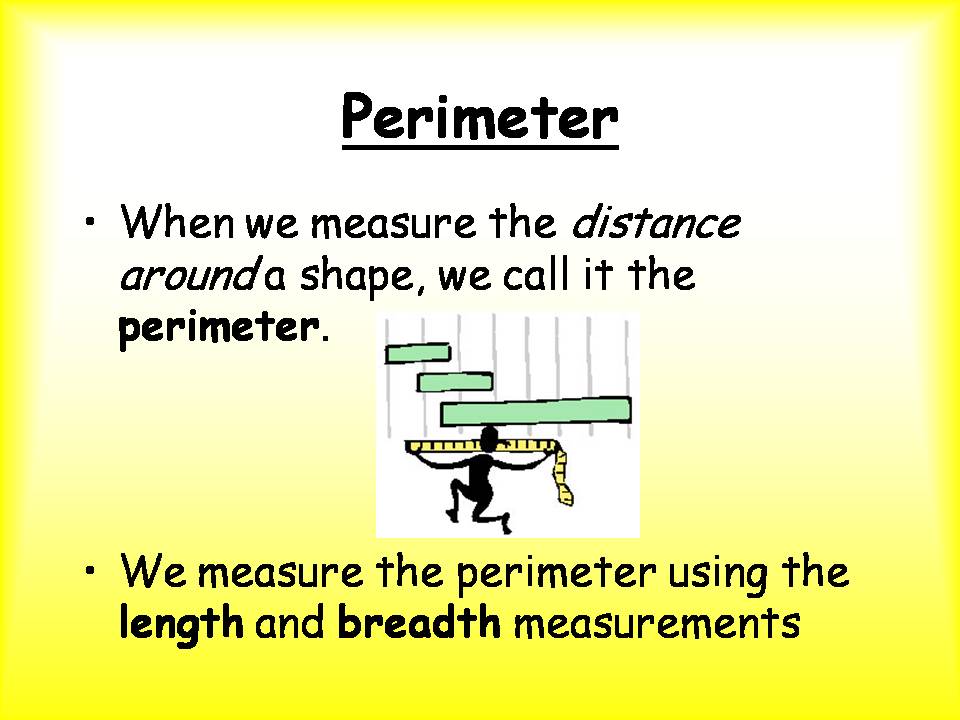 Perimeter
• When we measure the distance
around a shape, we call it the
perimeter.
• We measure the perimeter using the
length and breadth measurements